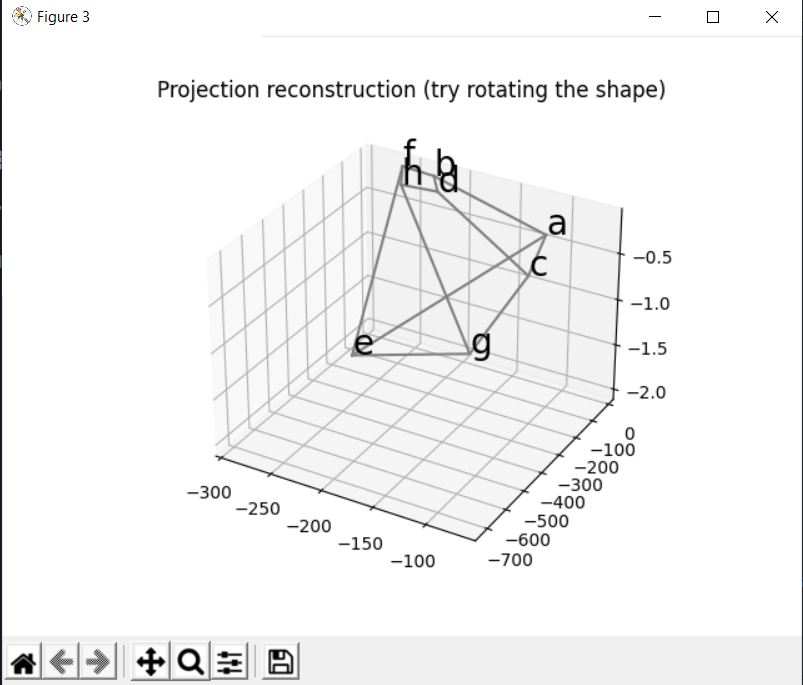 Figure 3
Projection reconstruction (try rotating the shape)
f
b
h
d
a
c
e
g
−0.5
−1.0
−1.5
−2.0
0
−100
−200
−300
−400
−500
−600
−700
−300
−250
−200
−150
−100